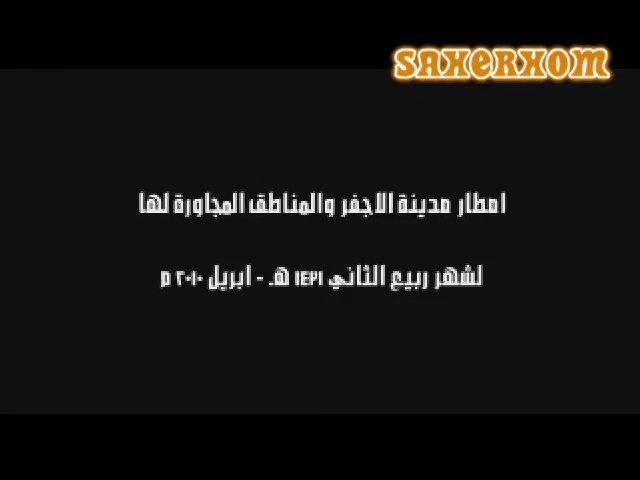 SAXERXOM
امطار مدينة الاجفر والمناطق المجاورة لها
لشهر ربيع الثاني ١٤٣١ هـ - ابريل ٢٠١٠ م